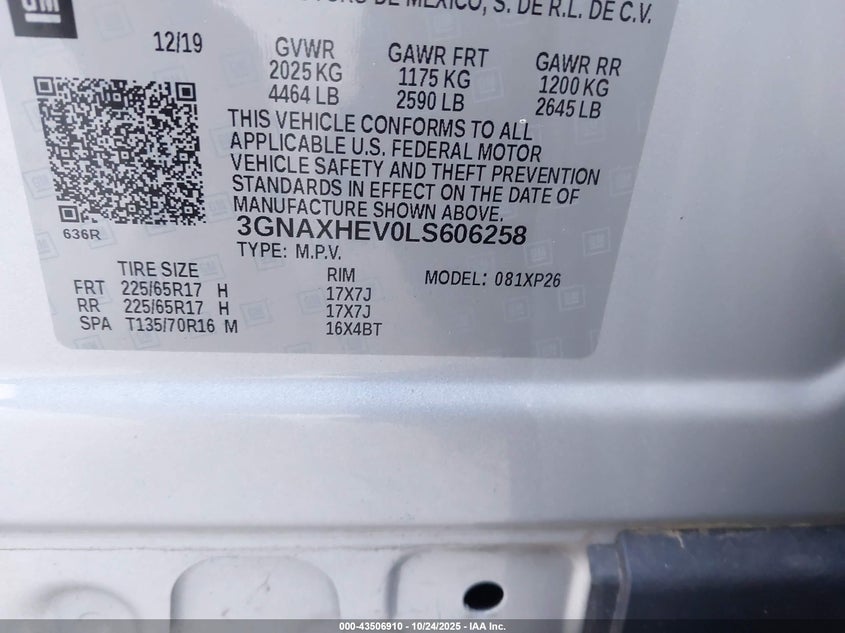 GM
DE MEXICO, S. DE R.L. DE C.V.
12/19
GVWR
2025 KG
4464 LB
GAWR FRT
1175 KG
2590 LB
GAWR RR
1200 KG
2645 LB
THIS VEHICLE CONFORMS TO ALL
APPLICABLE U.S. FEDERAL MOTOR
VEHICLE SAFETY AND THEFT PREVENTION
STANDARDS IN EFFECT ON THE DATE OF
MANUFACTURE SHOWN ABOVE.
636R
3GNAXHEV0LS606258
TYPE: M.P.V.
TIRE SIZE RIM MODEL: 081XP26
FRT 225/65R17 H 17X7J
RR 225/65R17 H 17X7J
SPA T135/70R16 M 16X4BT
000-43506910 - 10/24/2025 - IAA Inc.